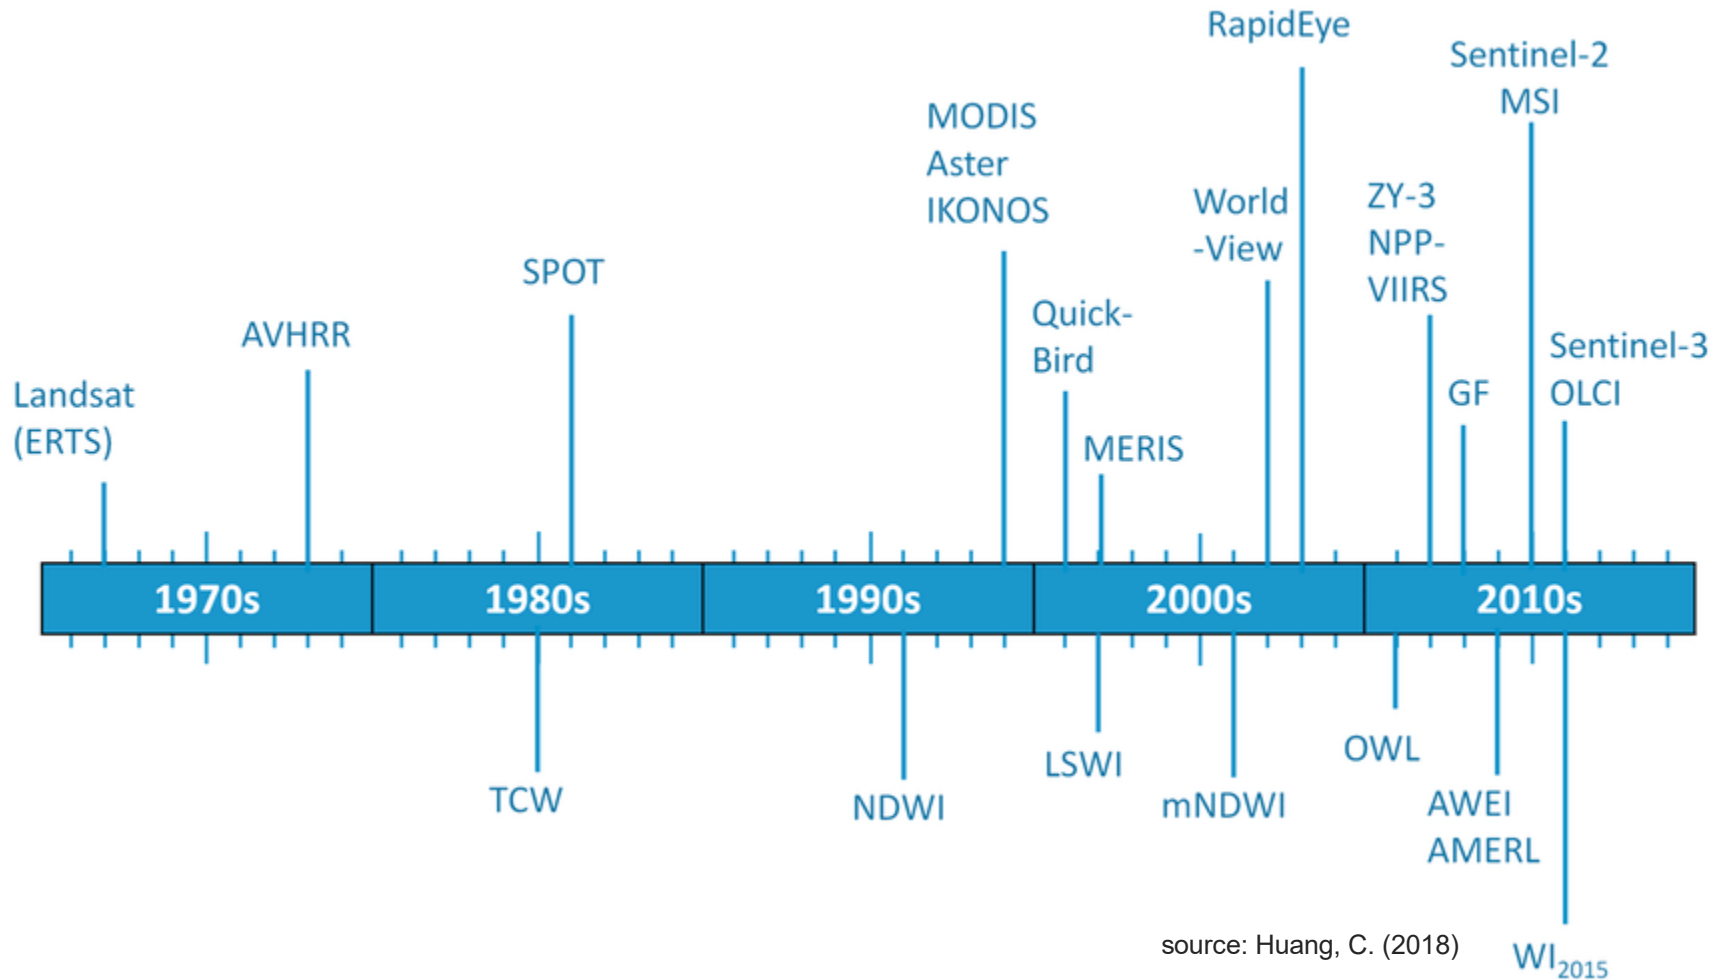 RapidEye
Sentinel-2
MSI
MODIS
Aster
IKONOS
World
-View
ZY-3
NPP-
VIIRS
SPOT
Quick-
Bird
AVHRR
Sentinel-3
OLCI
GF
Landsat
(ERTS)
MERIS
1970s
1980s
1990s
2000s
2010s
TCW
NDWI
LSWI
mNDWI
OWL
AWEI
AMERL
source: Huang, C. (2018)
WI2015